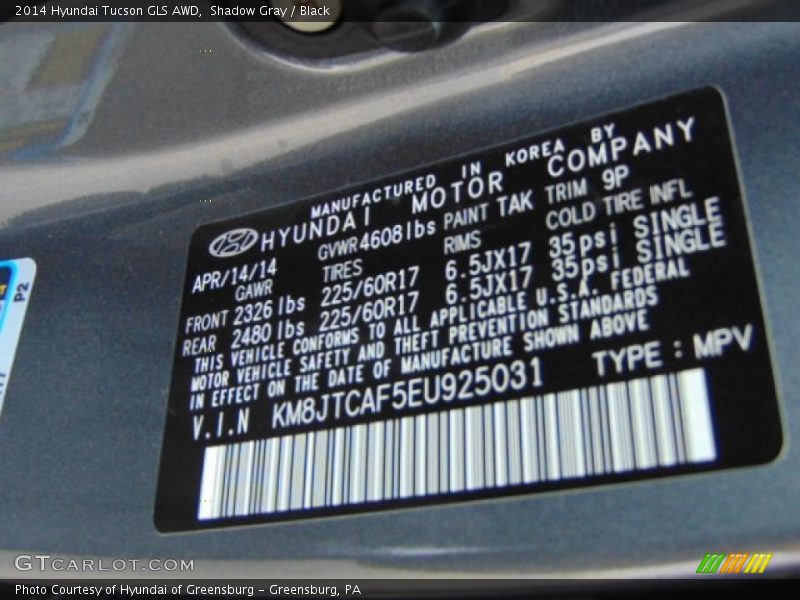 2014 Hyundai Tucson GLS AWD,  Shadow Gray / Black
MANUFACTURED IN KOREA BY
HYUNDAI MOTOR COMPANY
APR/14/14 GVWR 4608 lbs PAINT TAK TRIM 9P
GAWR TIRES RIMS COLD TIRE INFL
FRONT 2326 lbs 225/60R17 6.5JX17 35psi SINGLE
REAR 2480 lbs 225/60R17 6.5JX17 35psi SINGLE
THIS VEHICLE CONFORMS TO ALL APPLICABLE U.S.A. FEDERAL
MOTOR VEHICLE SAFETY AND THEFT PREVENTION STANDARDS
IN EFFECT ON THE DATE OF MANUFACTURE SHOWN ABOVE
V.I.N KM8JTCAF5EU925031 TYPE : MPV
P2
GTCARLOT.COM
Photo Courtesy of Hyundai of Greensburg - Greensburg, PA